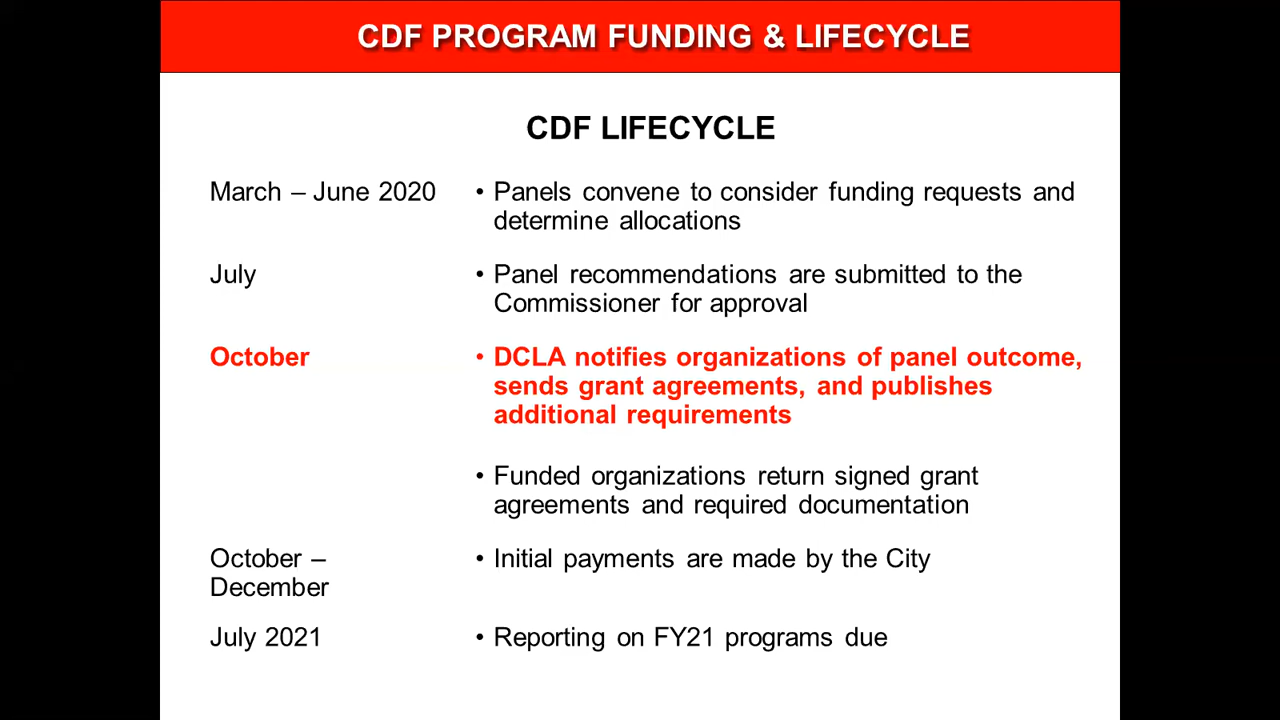 CDF PROGRAM FUNDING & LIFECYCLE
CDF LIFECYCLE
March – June 2020
• Panels convene to consider funding requests and
determine allocations
July
• Panel recommendations are submitted to the
Commissioner for approval
October
• DCLA notifies organizations of panel outcome,
sends grant agreements, and publishes
additional requirements
• Funded organizations return signed grant
agreements and required documentation
October –
December
• Initial payments are made by the City
July 2021
• Reporting on FY21 programs due